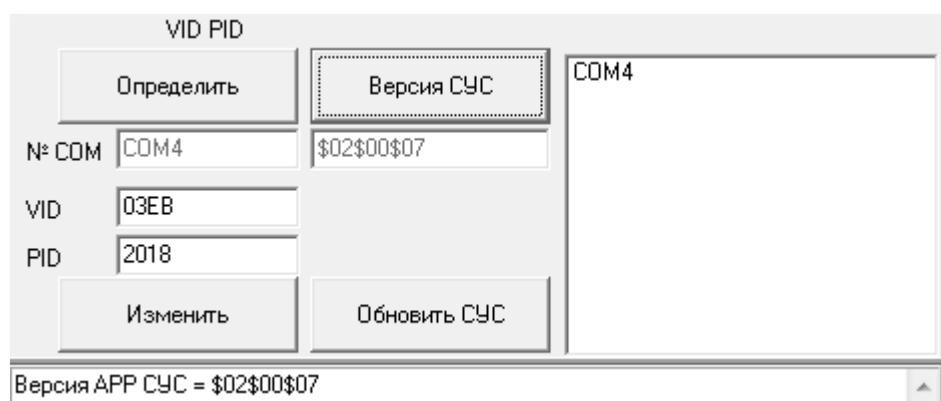 VID PID
Определить
Версия СУС
COM4
№ COM
COM4
$02$00$07
VID
03EB
PID
2018
Изменить
Обновить СУС
Версия APP СУС = $02$00$07